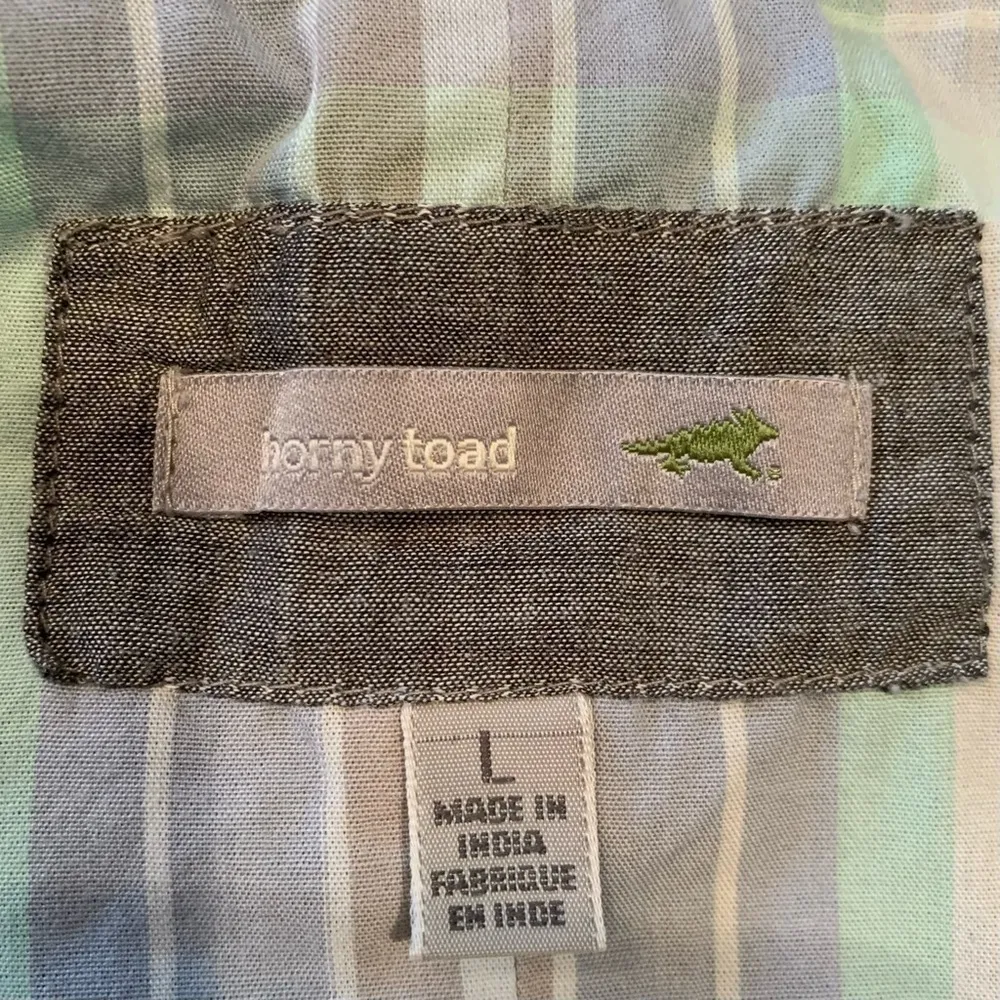 horny toad
L
MADE IN
INDIA
FABRIQUE
EN INDE